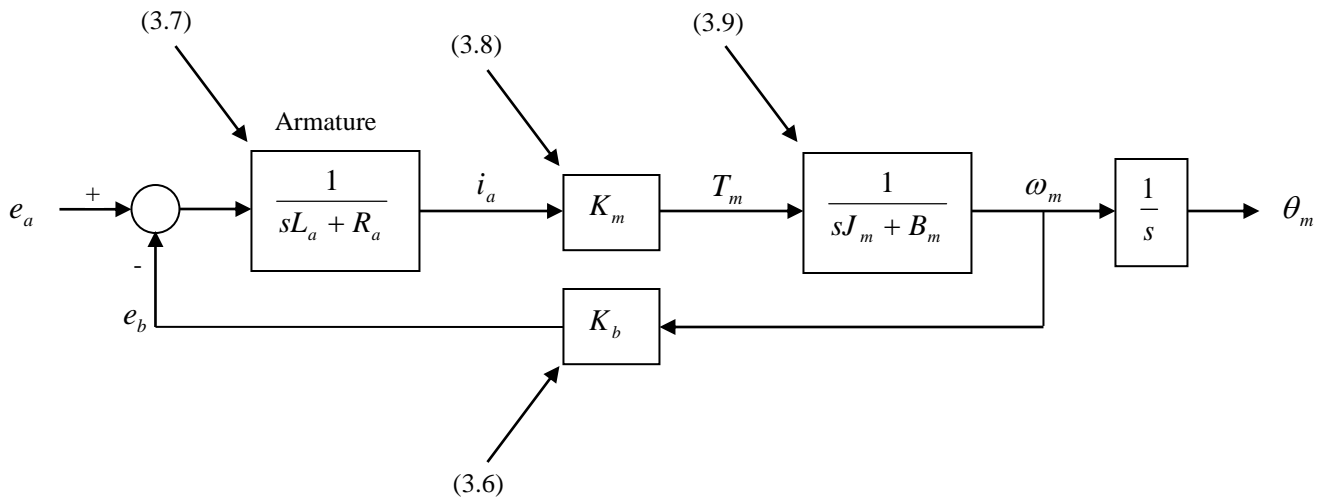 (3.7)
(3.8)
(3.9)
(3.6)
Armature
e_a
+
-
e_b
1
sL_a + R_a
i_a
K_m
T_m
1
sJ_m + B_m
ω_m
1
s
θ_m
K_b